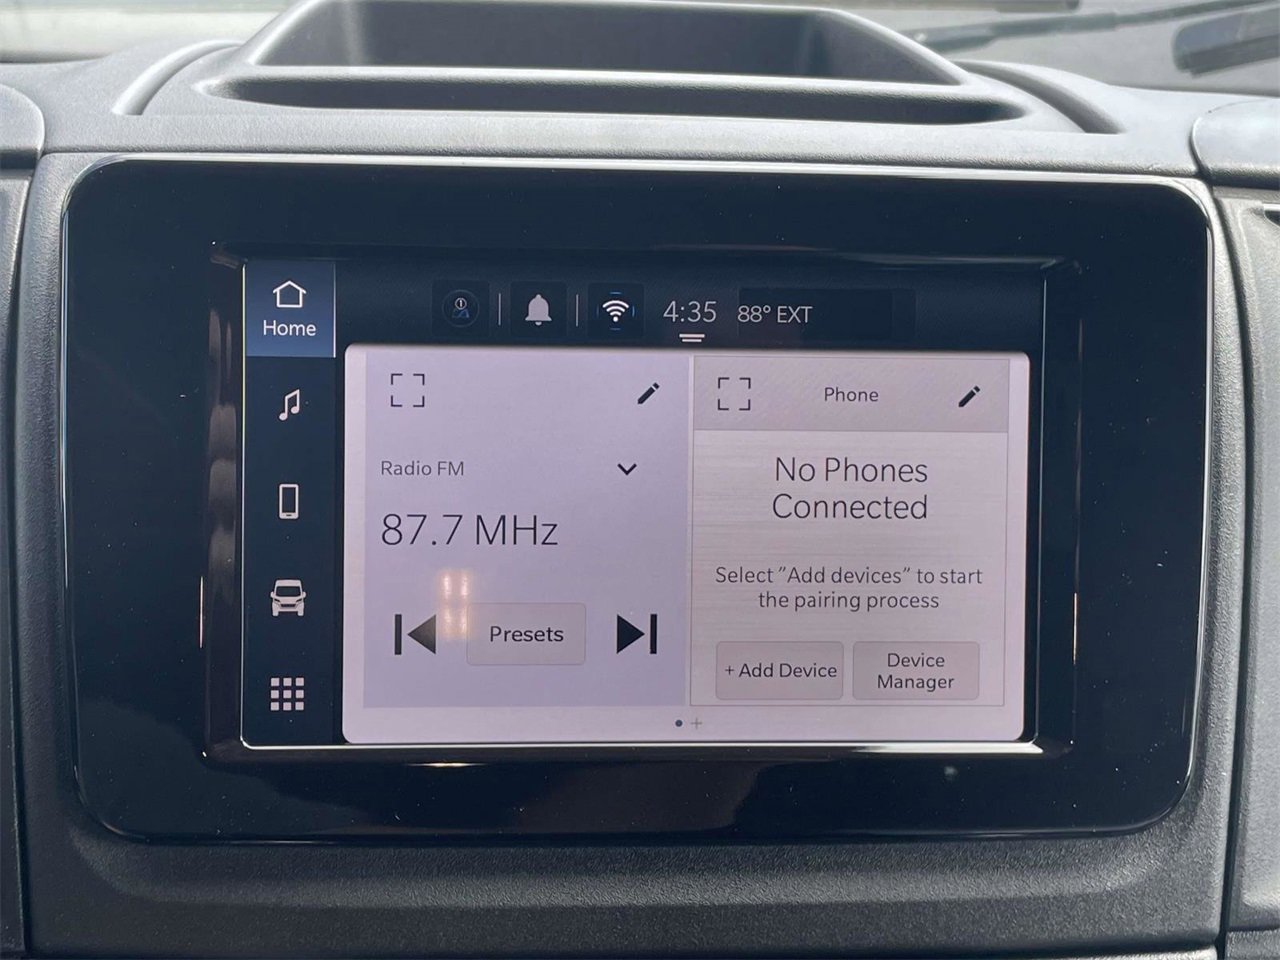 Home
4:35 88° EXT
Radio FM
87.7 MHz
Presets
Phone
No Phones
Connected
Select "Add devices" to start
the pairing process
+ Add Device
Device
Manager